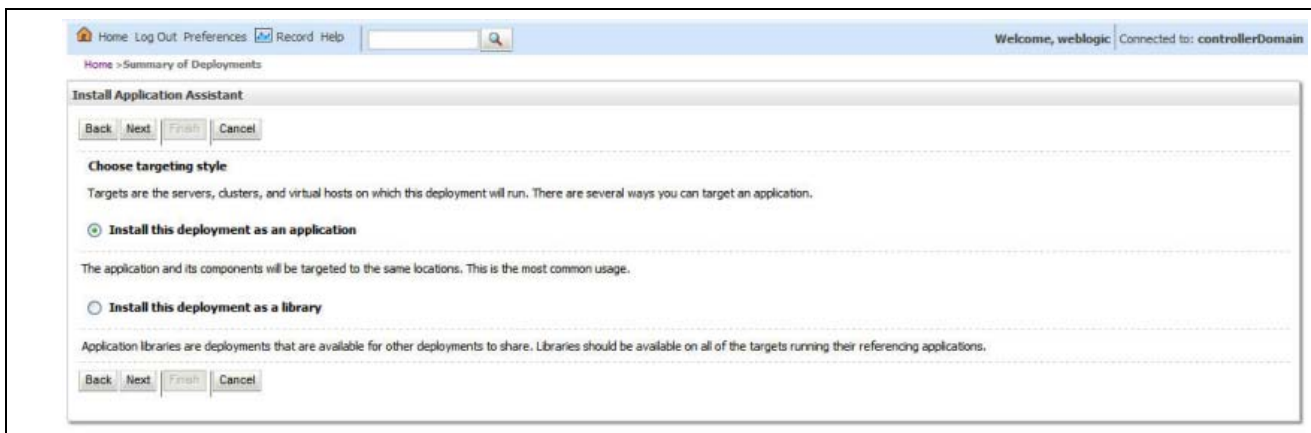 Home Log Out Preferences Record Help
Welcome, weblogic Connected to: controllerDomain
Home >Summary of Deployments
Install Application Assistant
Back Next Finish Cancel
Choose targeting style
Targets are the servers, clusters, and virtual hosts on which this deployment will run. There are several ways you can target an application.
Install this deployment as an application
The application and its components will be targeted to the same locations. This is the most common usage.
Install this deployment as a library
Application libraries are deployments that are available for other deployments to share. Libraries should be available on all of the targets running their referencing applications.
Back Next Finish Cancel